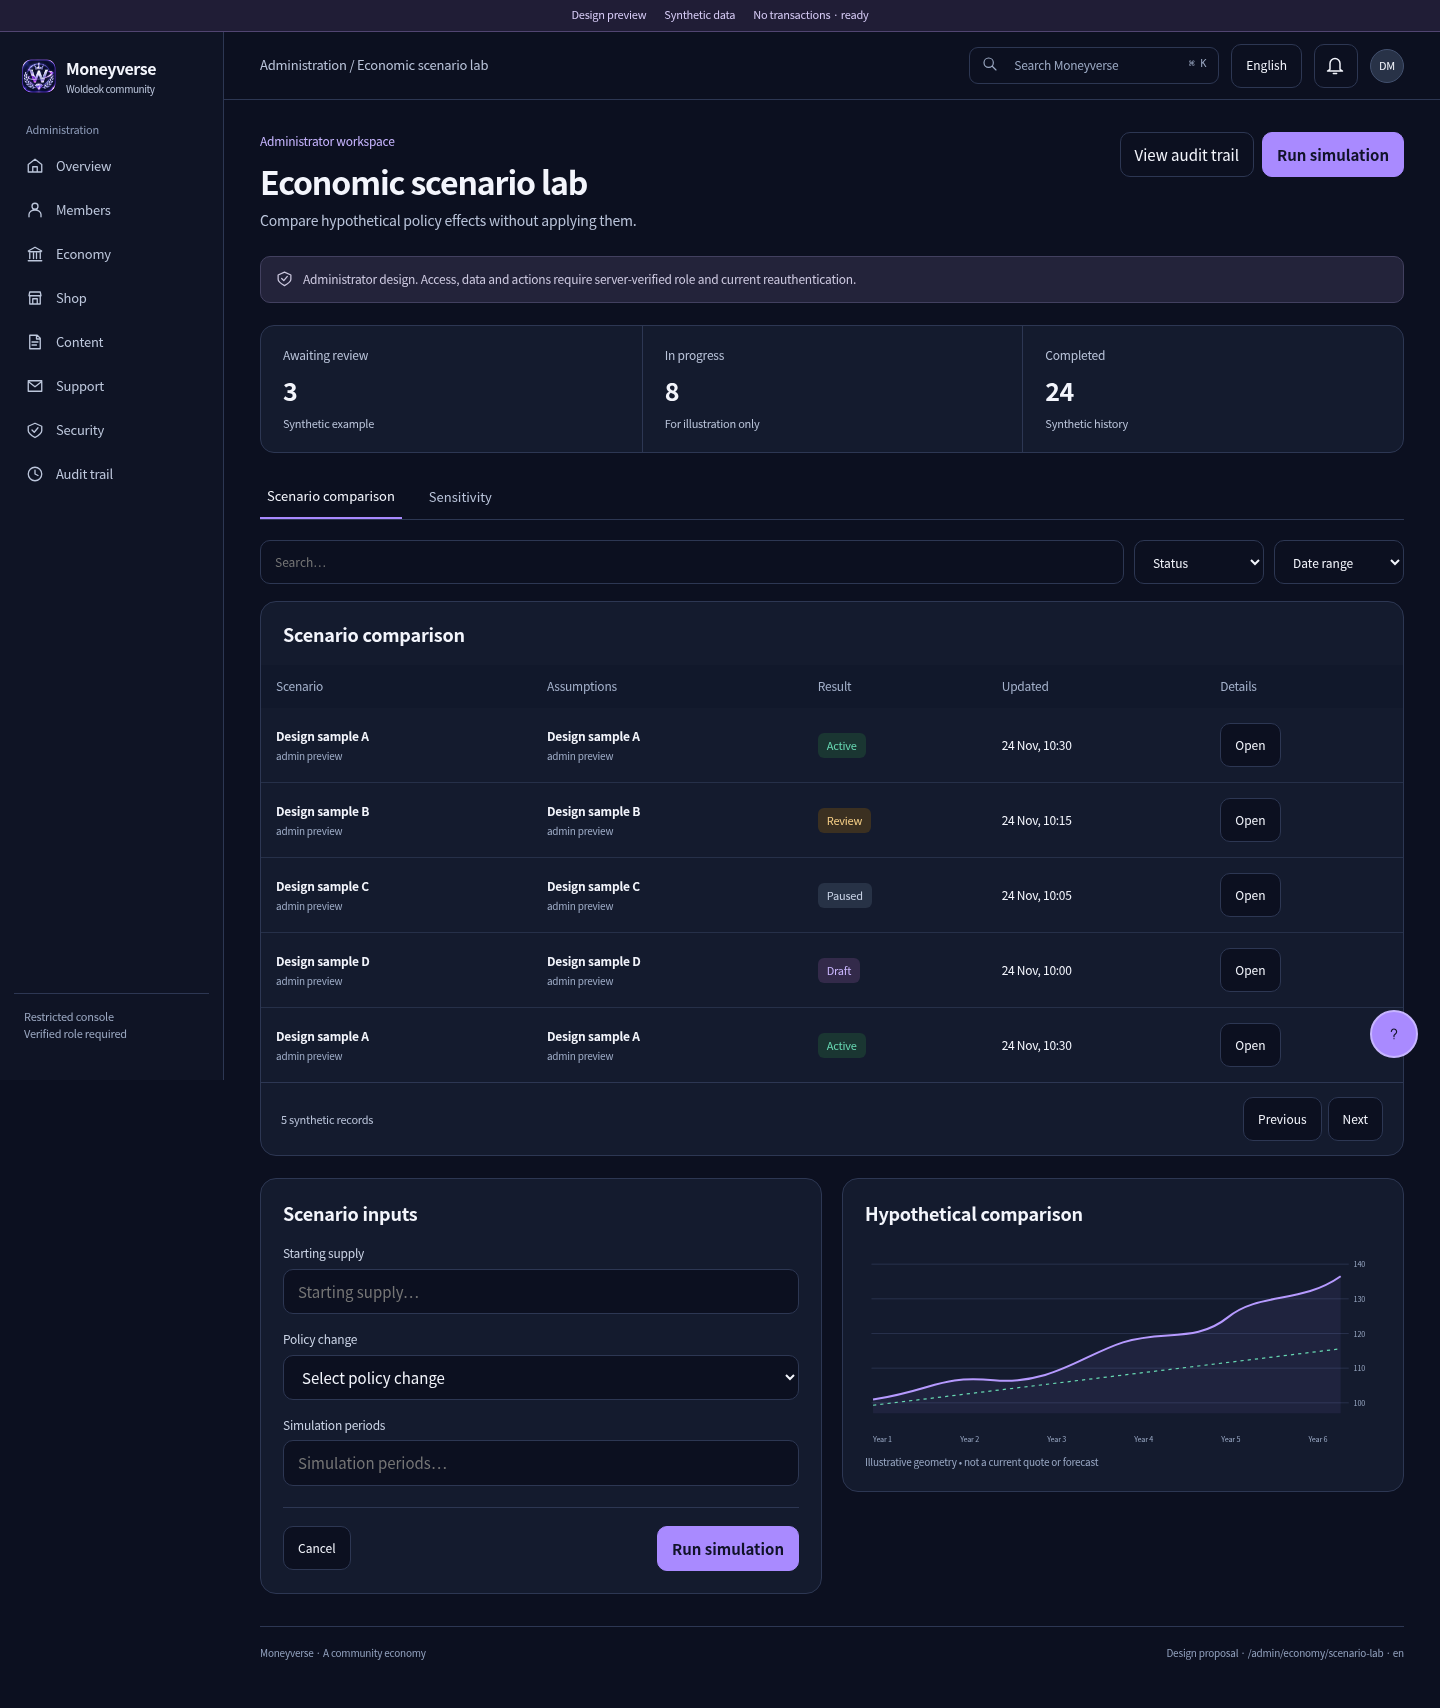 Design preview Synthetic data No transactions · ready
Moneyverse
Woldeok community
Administration
Overview
Members
Economy
Shop
Content
Support
Security
Audit trail
Restricted console
Verified role required
Administration / Economic scenario lab
Search Moneyverse ⌘ K
English
DM
Administrator workspace
Economic scenario lab
Compare hypothetical policy effects without applying them.
View audit trail
Run simulation
Administrator design. Access, data and actions require server-verified role and current reauthentication.
Awaiting review
3
Synthetic example
In progress
8
For illustration only
Completed
24
Synthetic history
Scenario comparison
Sensitivity
Search…
Status
Date range
Scenario comparison
Scenario Assumptions Result Updated Details
Design sample A Design sample A Active 24 Nov, 10:30 Open
admin preview admin preview
Design sample B Design sample B Review 24 Nov, 10:15 Open
admin preview admin preview
Design sample C Design sample C Paused 24 Nov, 10:05 Open
admin preview admin preview
Design sample D Design sample D Draft 24 Nov, 10:00 Open
admin preview admin preview
Design sample A Design sample A Active 24 Nov, 10:30 Open
admin preview admin preview
?
5 synthetic records
Previous
Next
Scenario inputs
Starting supply
Starting supply…
Policy change
Select policy change
Simulation periods
Simulation periods…
Cancel
Run simulation
Hypothetical comparison
140
130
120
110
100
Year 1 Year 2 Year 3 Year 4 Year 5 Year 6
Illustrative geometry • not a current quote or forecast
Moneyverse · A community economy
Design proposal · /admin/economy/scenario-lab · en